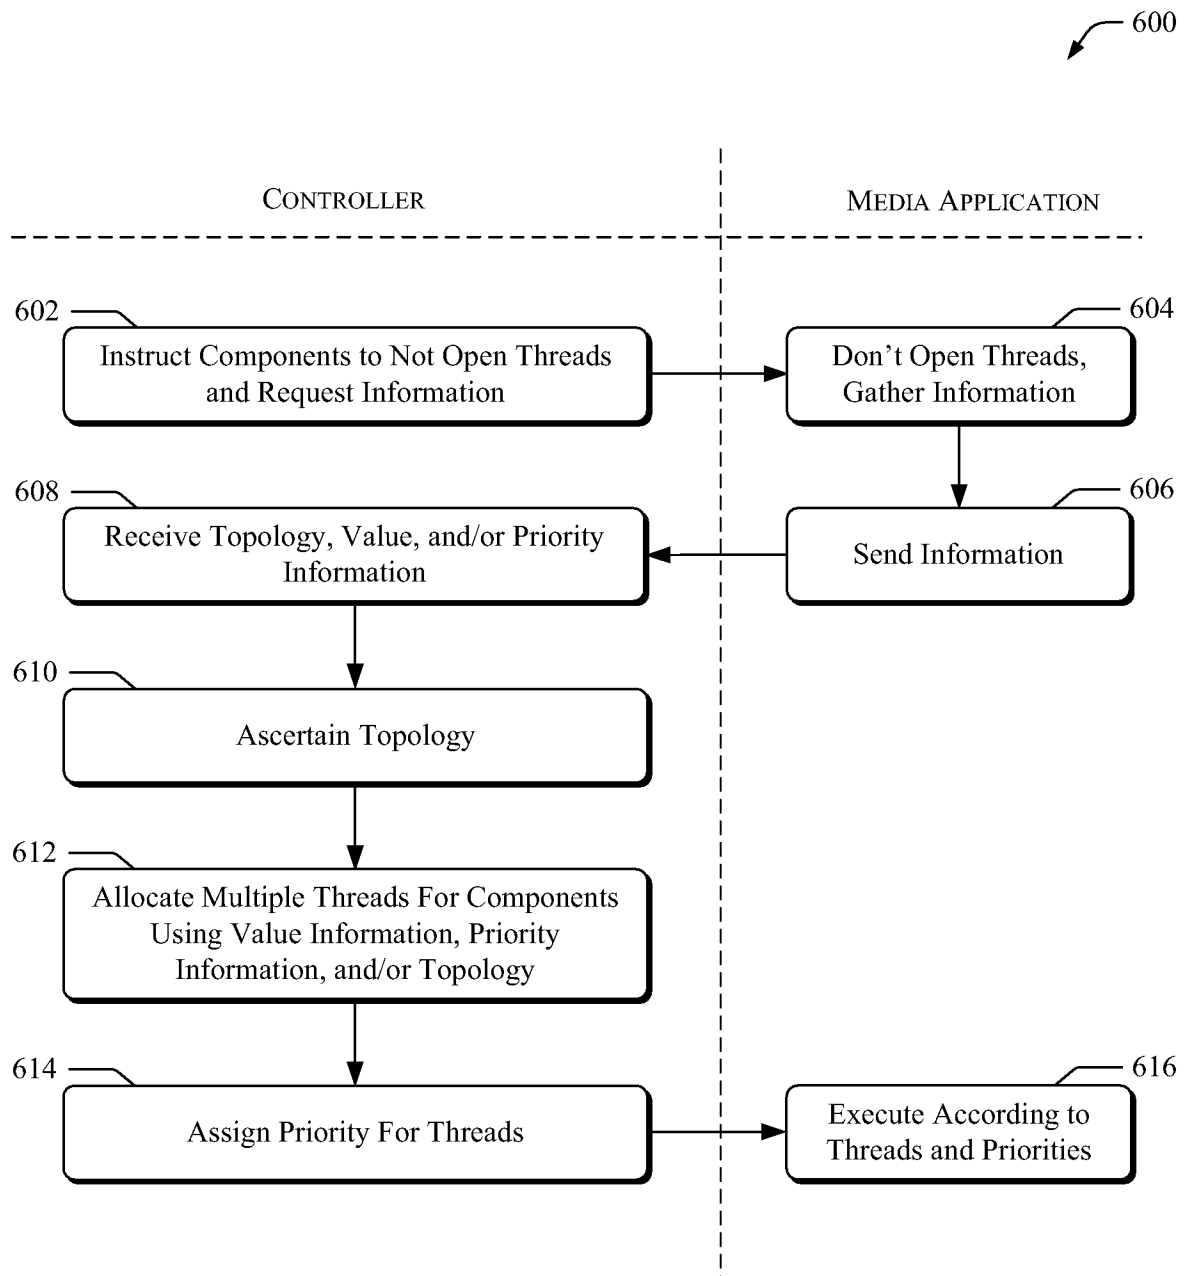 600
CONTROLLER
MEDIA APPLICATION
602
Instruct Components to Not Open Threads
and Request Information
604
Don't Open Threads,
Gather Information
608
Receive Topology, Value, and/or Priority
Information
606
Send Information
610
Ascertain Topology
612
Allocate Multiple Threads For Components
Using Value Information, Priority
Information, and/or Topology
614
Assign Priority For Threads
616
Execute According to
Threads and Priorities